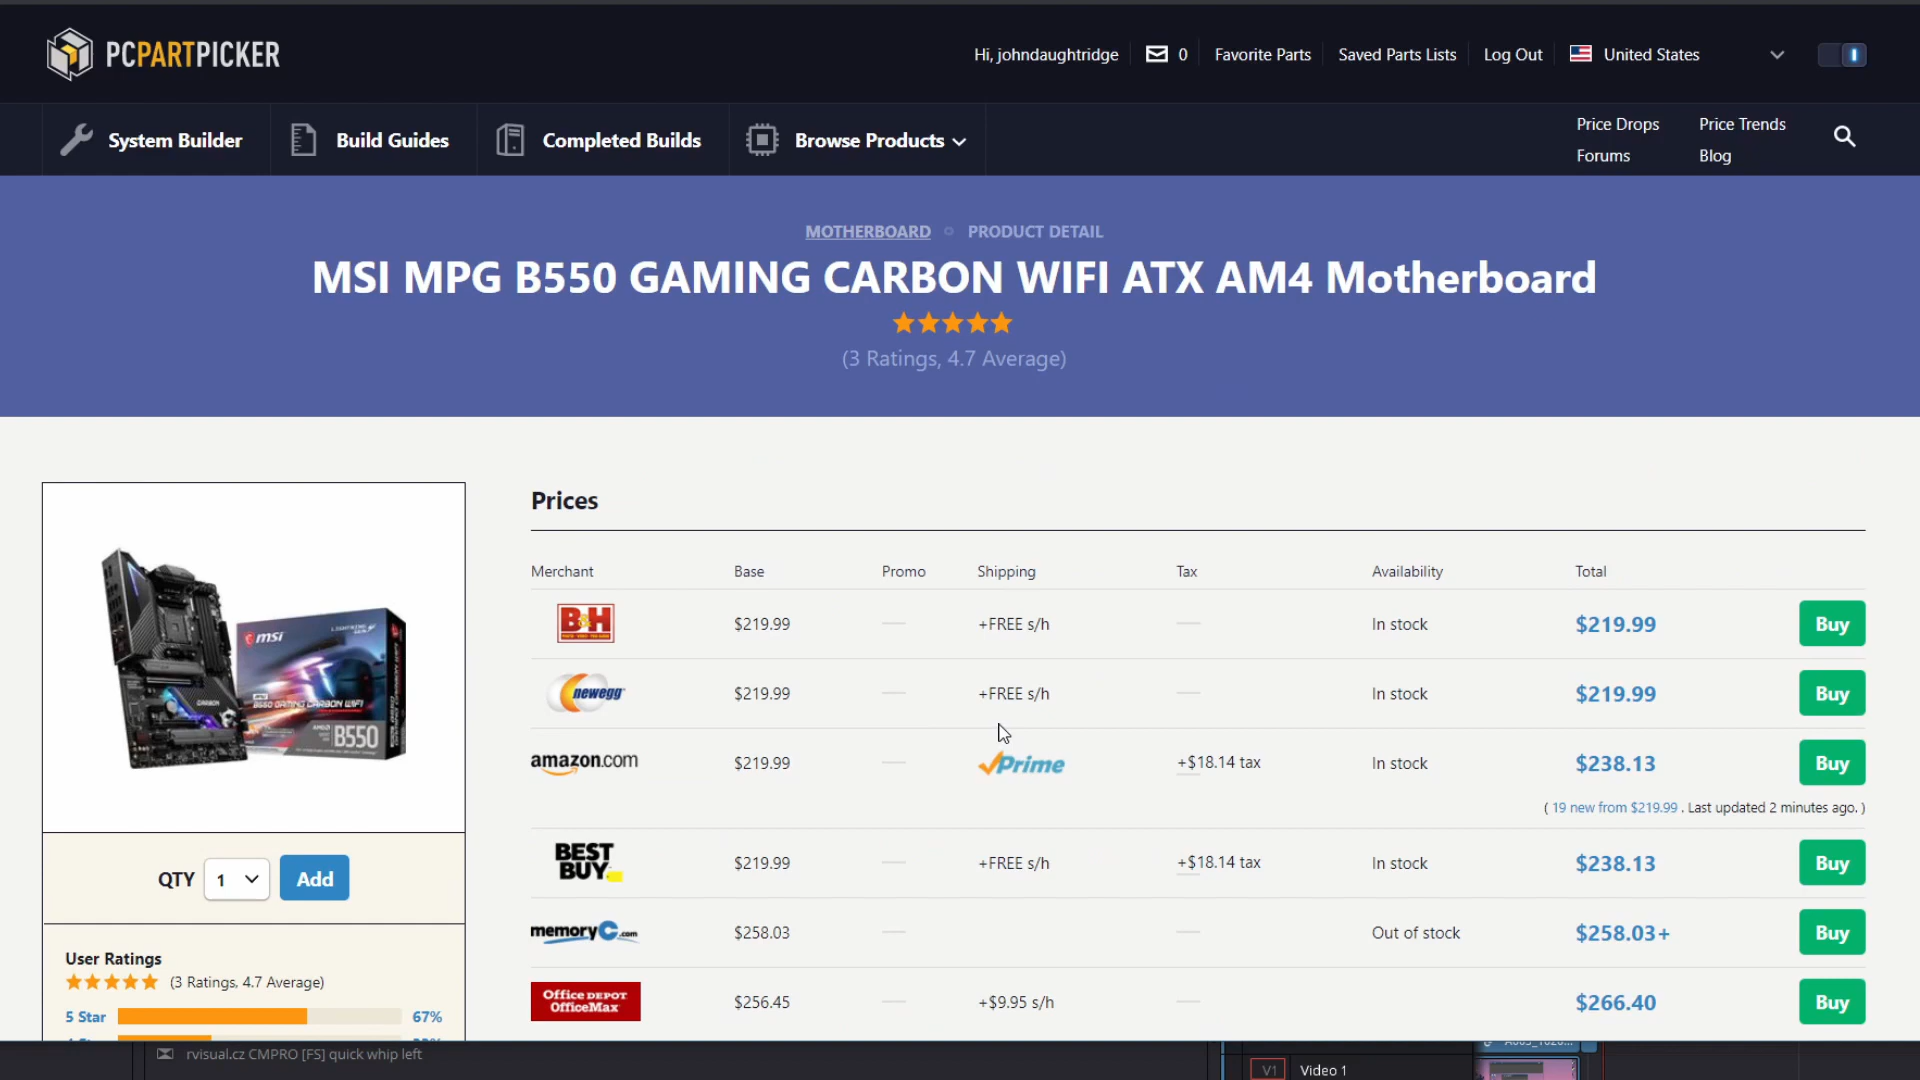 PCPARTPICKER
Hi, johndaughtridge
0
Favorite Parts
Saved Parts Lists
Log Out
United States
System Builder
Build Guides
Completed Builds
Browse Products
Price Drops
Price Trends
Forums
Blog
MOTHERBOARD
PRODUCT DETAIL
MSI MPG B550 GAMING CARBON WIFI ATX AM4 Motherboard
(3 Ratings, 4.7 Average)
msi
CARBON
B550 GAMING CARBON WIFI
B550
QTY
1
Add
User Ratings
(3 Ratings, 4.7 Average)
5 Star
67%
Prices
Merchant Base Promo Shipping Tax Availability Total
B&H $219.99 +FREE s/h In stock $219.99 Buy
newegg $219.99 +FREE s/h In stock $219.99 Buy
amazon.com $219.99 Prime +$18.14 tax In stock $238.13 Buy
( 19 new from $219.99 . Last updated 2 minutes ago. )
BEST BUY $219.99 +FREE s/h +$18.14 tax In stock $238.13 Buy
memoryC.com $258.03 Out of stock $258.03+ Buy
Office DEPOT OfficeMax $256.45 +$9.95 s/h $266.40 Buy
rvisual.cz CMPRO [FS] quick whip left
V1
Video 1